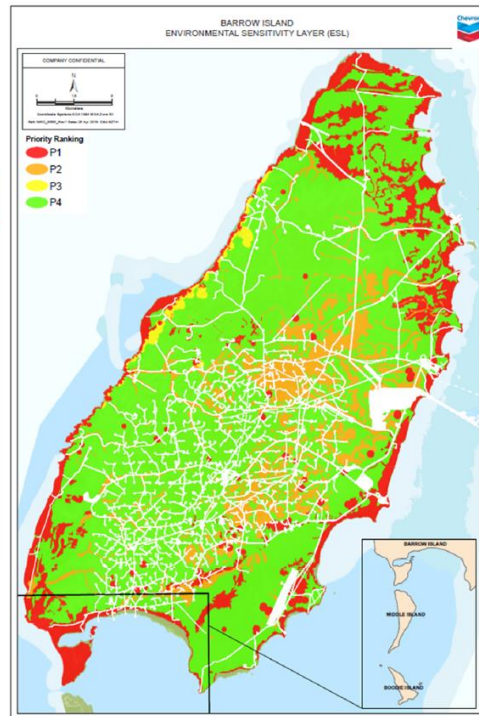 BARROW ISLAND
ENVIRONMENTAL SENSITIVITY LAYER (ESL)
Chevron
COMPANY CONFIDENTIAL
N
Priority Ranking
P1
P2
P3
P4
BARROW ISLAND
MIDDLE ISLAND
BOODIE ISLAND